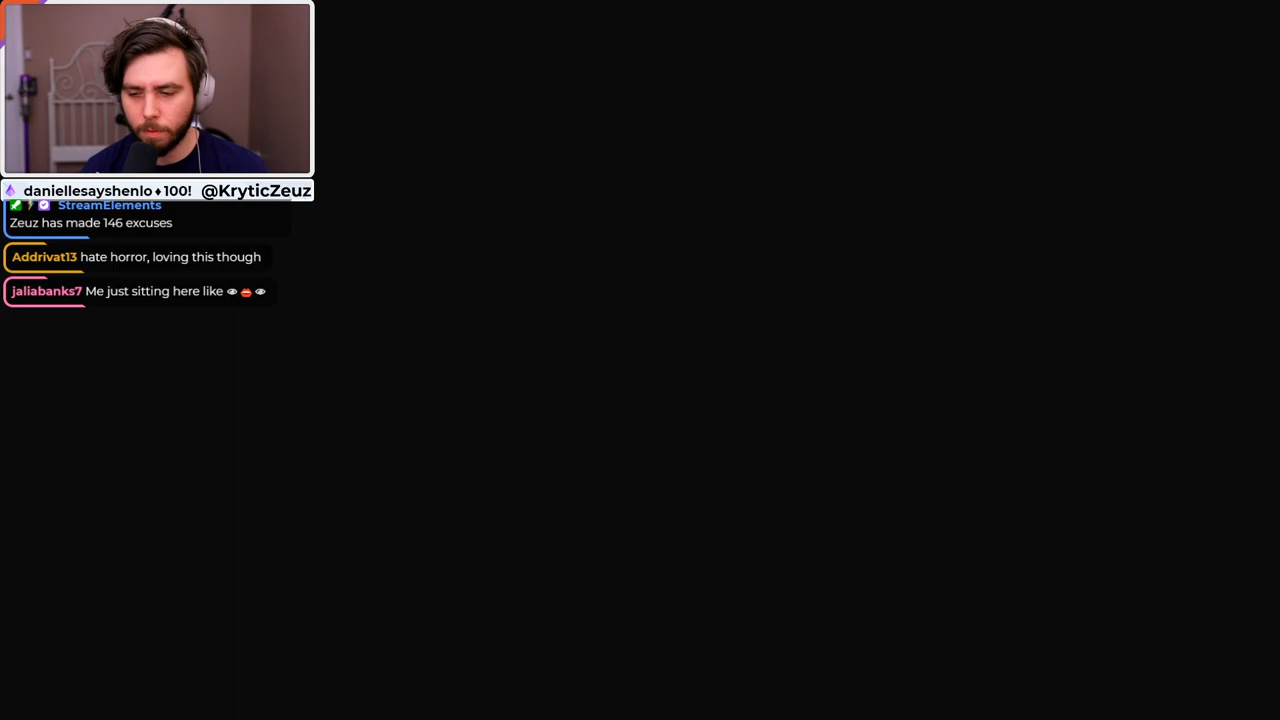 daniellesayshenlo♦100! @KryticZeuz
StreamElements
Zeuz has made 146 excuses
Addrivat13 hate horror, loving this though
jaliabanks7 Me just sitting here like 👁👄👁